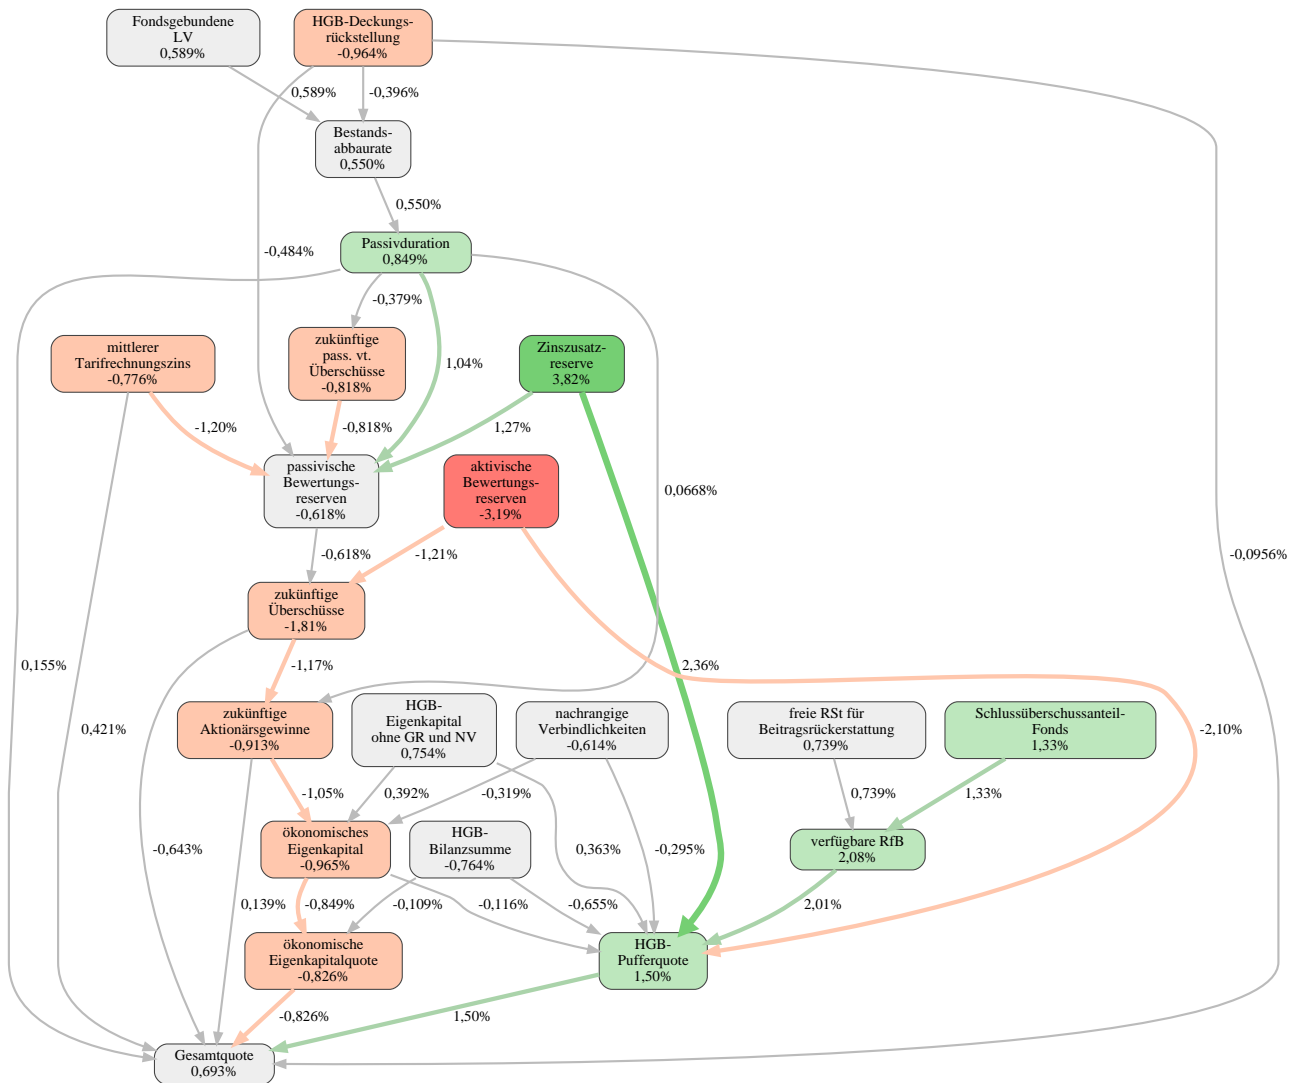 Fondsgebundene
LV
0,589%
HGB-Deckungs-
rückstellung
-0,964%
0,589%
-0,396%
Bestands-
abbaurate
0,550%
0,550%
Passivduration
0,849%
-0,484%
-0,379%
mittlerer
Tarifrechnungszins
-0,776%
zukünftige
pass. vt.
Überschüsse
-0,818%
1,04%
Zinszusatz-
reserve
3,82%
-1,20%
-0,818%
1,27%
passivische
Bewertungs-
reserven
-0,618%
aktivische
Bewertungs-
reserven
-3,19%
0,0668%
-0,618%
-1,21%
-0,0956%
zukünftige
Überschüsse
-1,81%
0,155%
-1,17%
2,36%
0,421%
zukünftige
Aktionärsgewinne
-0,913%
HGB-
Eigenkapital
ohne GR und NV
0,754%
nachrangige
Verbindlichkeiten
-0,614%
freie RSt für
Beitragsrückerstattung
0,739%
Schlussüberschussanteil-
Fonds
1,33%
-2,10%
-1,05%
0,392%
-0,319%
0,739%
1,33%
-0,643%
ökonomisches
Eigenkapital
-0,965%
HGB-
Bilanzsumme
-0,764%
0,363%
-0,295%
verfügbare RfB
2,08%
0,139%
-0,849%
-0,109%
-0,116%
-0,655%
2,01%
ökonomische
Eigenkapitalquote
-0,826%
HGB-
Pufferquote
1,50%
-0,826%
1,50%
Gesamtquote
0,693%